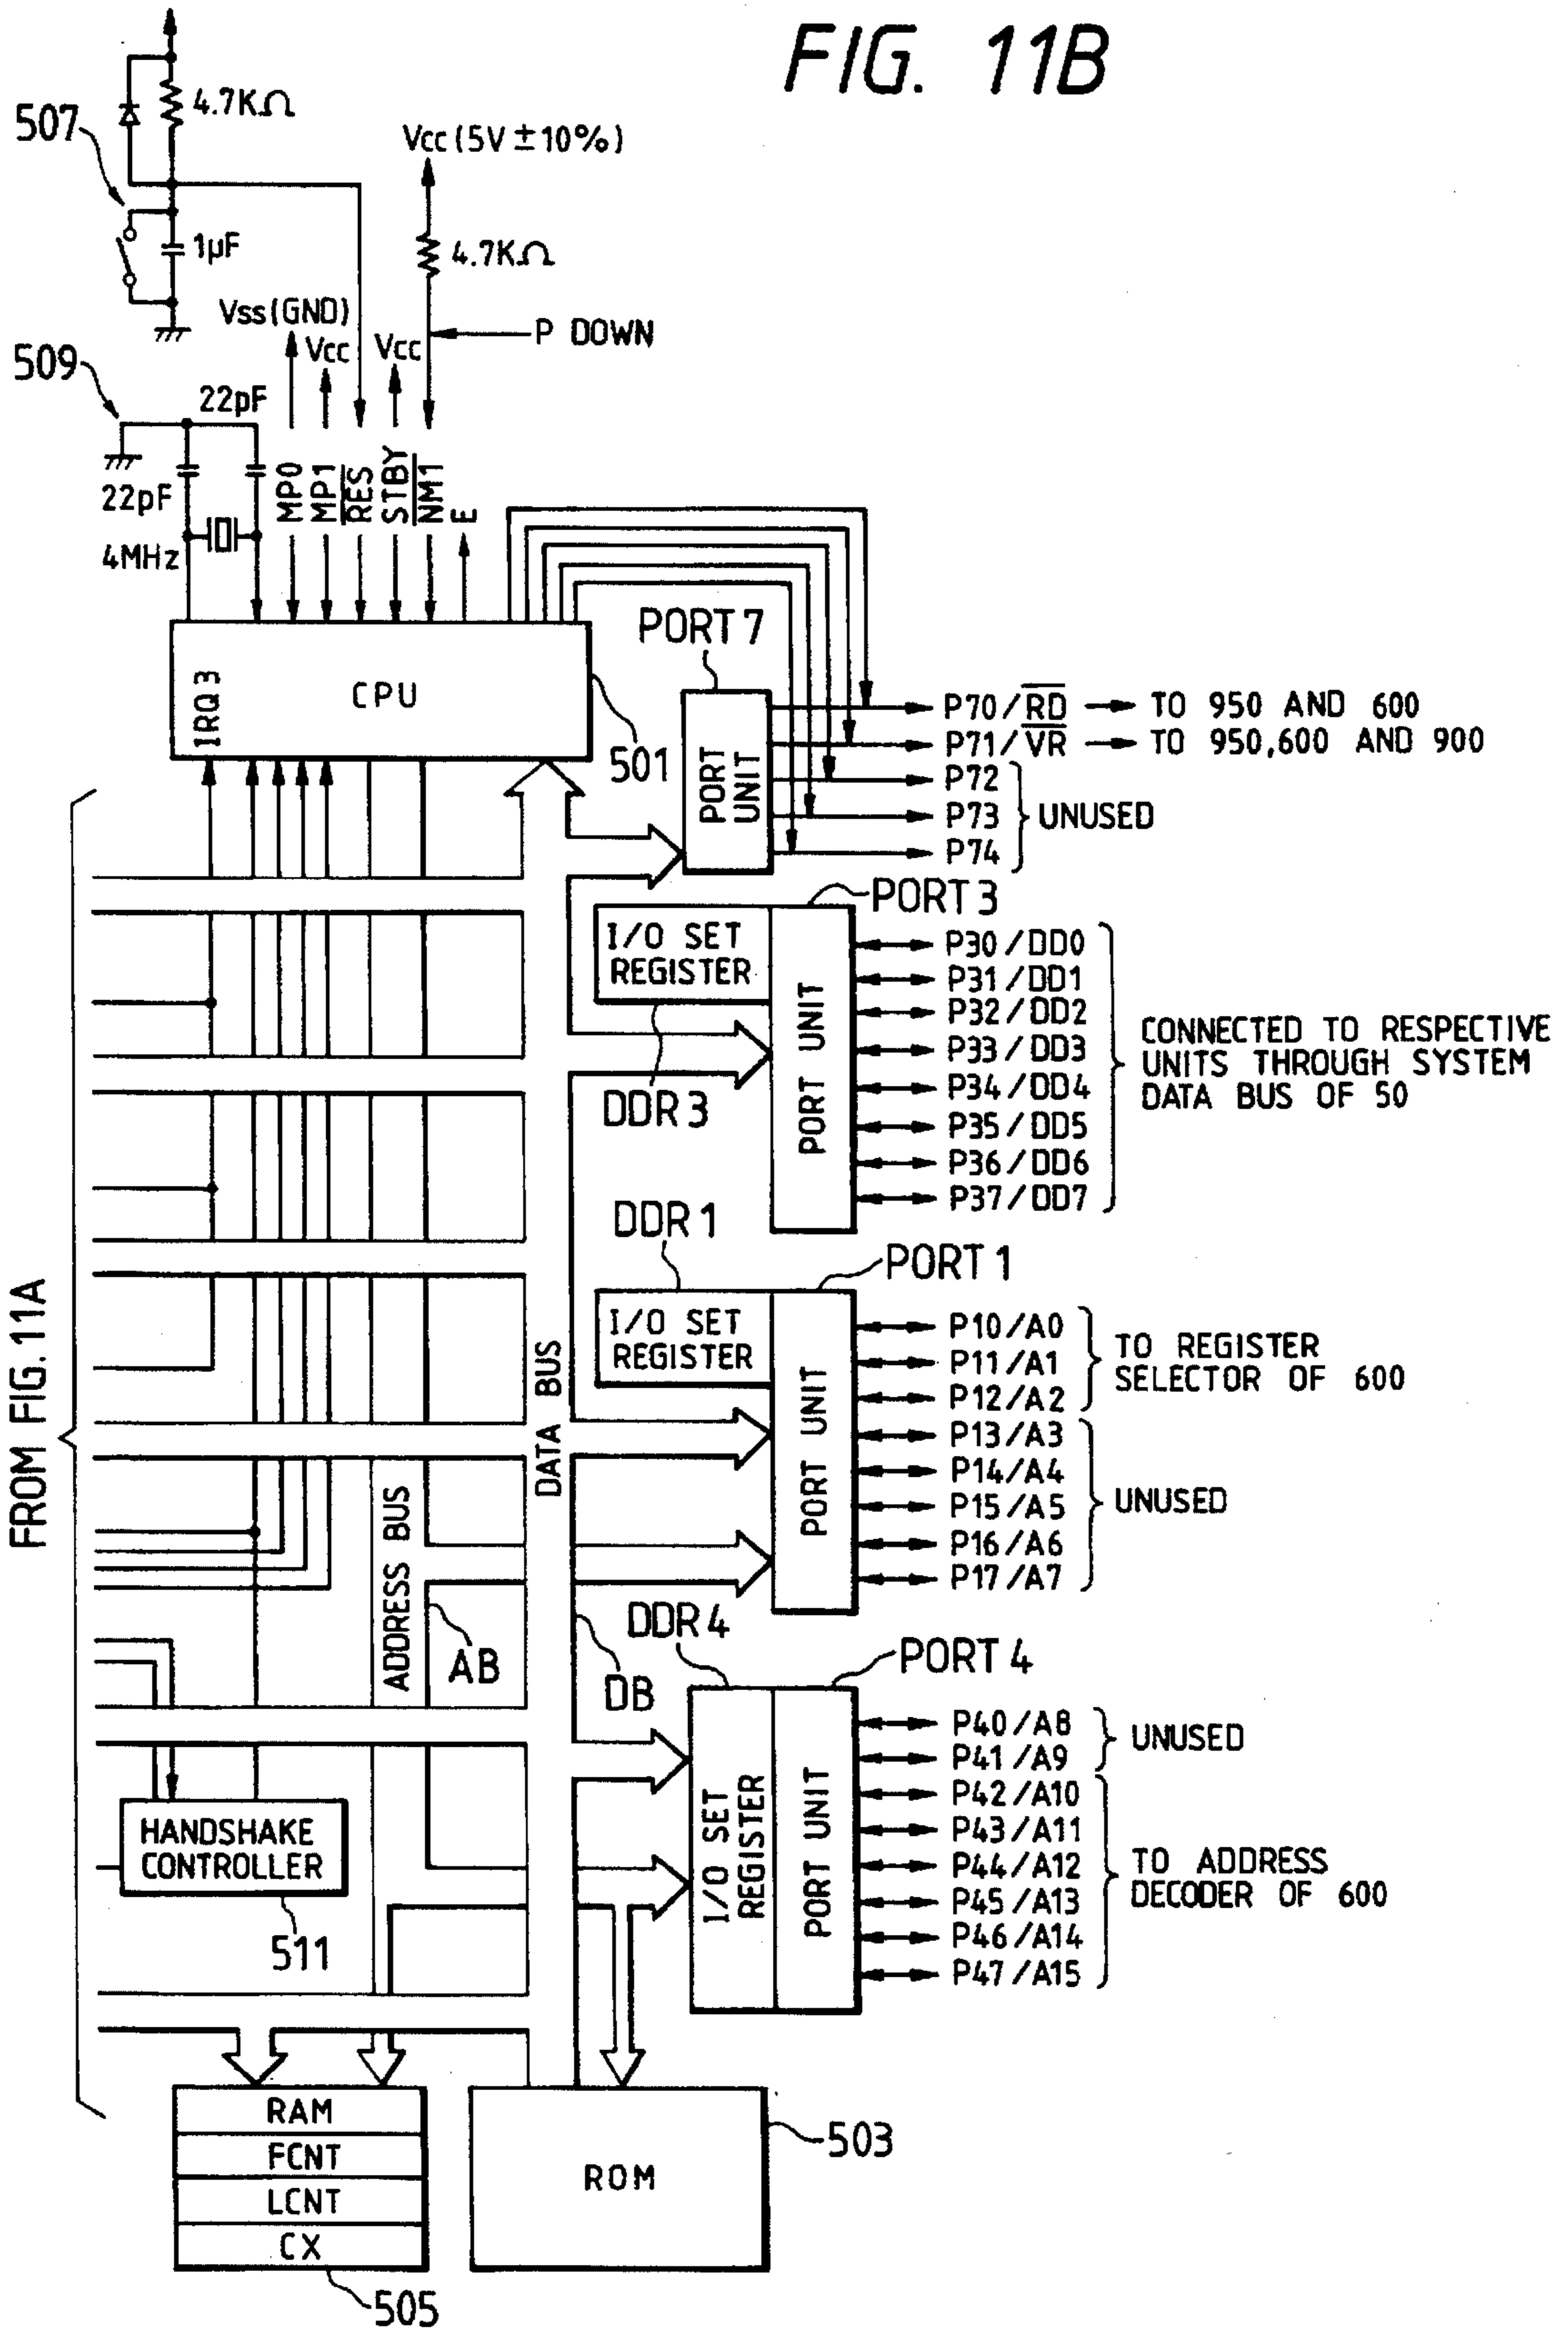 FIG. 11B
507
4.7KΩ
Vcc (5V ±10%)
1μF
4.7KΩ
Vss(GND)
Vcc
Vcc
P DOWN
509
22pF
22pF
4MHz
MP0
MP1
RES
STBY
NM1
E
IRQ3
CPU
501
PORT 7
PORT UNIT
P70/RD → TO 950 AND 600
P71/VR → TO 950,600 AND 900
P72
P73
P74
UNUSED
PORT 3
I/O SET
REGISTER
DDR3
PORT UNIT
P30/DD0
P31/DD1
P32/DD2
P33/DD3
P34/DD4
P35/DD5
P36/DD6
P37/DD7
CONNECTED TO RESPECTIVE
UNITS THROUGH SYSTEM
DATA BUS OF 50
DDR1
PORT 1
I/O SET
REGISTER
PORT UNIT
P10/A0
P11/A1
P12/A2
TO REGISTER
SELECTOR OF 600
P13/A3
P14/A4
P15/A5
P16/A6
P17/A7
UNUSED
FROM FIG.11A
ADDRESS BUS
DATA BUS
AB
DB
DDR4
PORT 4
I/O SET
REGISTER
PORT UNIT
P40/A8
P41/A9
UNUSED
P42/A10
P43/A11
P44/A12
P45/A13
P46/A14
P47/A15
TO ADDRESS
DECODER OF 600
HANDSHAKE
CONTROLLER
511
RAM
FCNT
LCNT
CX
505
ROM
503